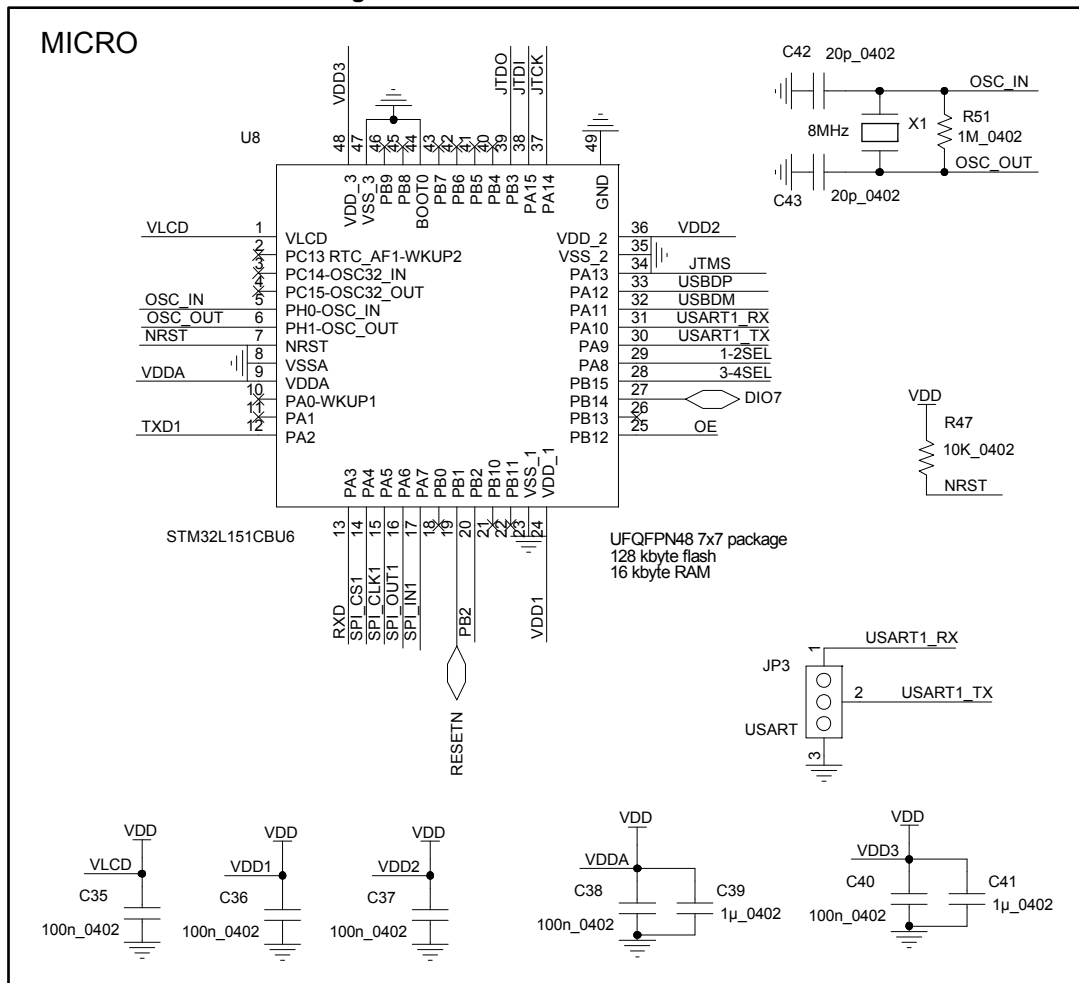 MICRO
VDD3
JTDO
JTDI
JTCK
C42
20p_0402
OSC_IN
8MHz
X1
R51
1M_0402
OSC_OUT
20p_0402
C43
U8
48
47
46
45
44
43
42
41
40
39
38
37
49
VDD_3
VSS_3
PB9
PB8
BOOT0
PB7
PB6
PB5
PB4
PB3
PA15
PA14
GND
VLCD 1 VLCD
2 PC13 RTC_AF1-WKUP2
3 PC14-OSC32_IN
4 PC15-OSC32_OUT
OSC_IN 5 PH0-OSC_IN
OSC_OUT 6 PH1-OSC_OUT
NRST 7 NRST
8 VSSA
VDDA 9 VDDA
10 PA0-WKUP1
11 PA1
TXD1 12 PA2
VDD_2 36 VDD2
VSS_2 35
PA13 34 JTMS
PA12 33 USBDP
PA11 32 USBDM
PA10 31 USART1_RX
PA9 30 USART1_TX
PA8 29 1-2SEL
PB15 28 3-4SEL
PB14 27 DIO7
PB13 26
PB12 25 OE
PA3
PA4
PA5
PA6
PA7
PB0
PB1
PB2
PB10
PB11
VSS_1
VDD_1
13
14
15
16
17
18
19
20
21
22
23
24
STM32L151CBU6
UFQFPN48 7x7 package
128 kbyte flash
16 kbyte RAM
RXD
SPI_CS1
SPI_CLK1
SPI_OUT1
SPI_IN1
RESETN
PB2
VDD1
VDD
R47
10K_0402
NRST
1 USART1_RX
JP3
2 USART1_TX
USART
3
VDD
VLCD
C35
100n_0402
VDD
VDD1
C36
100n_0402
VDD
VDD2
C37
100n_0402
VDD
VDDA
C38
100n_0402
C39
1µ_0402
VDD
VDD3
C40
100n_0402
C41
1µ_0402